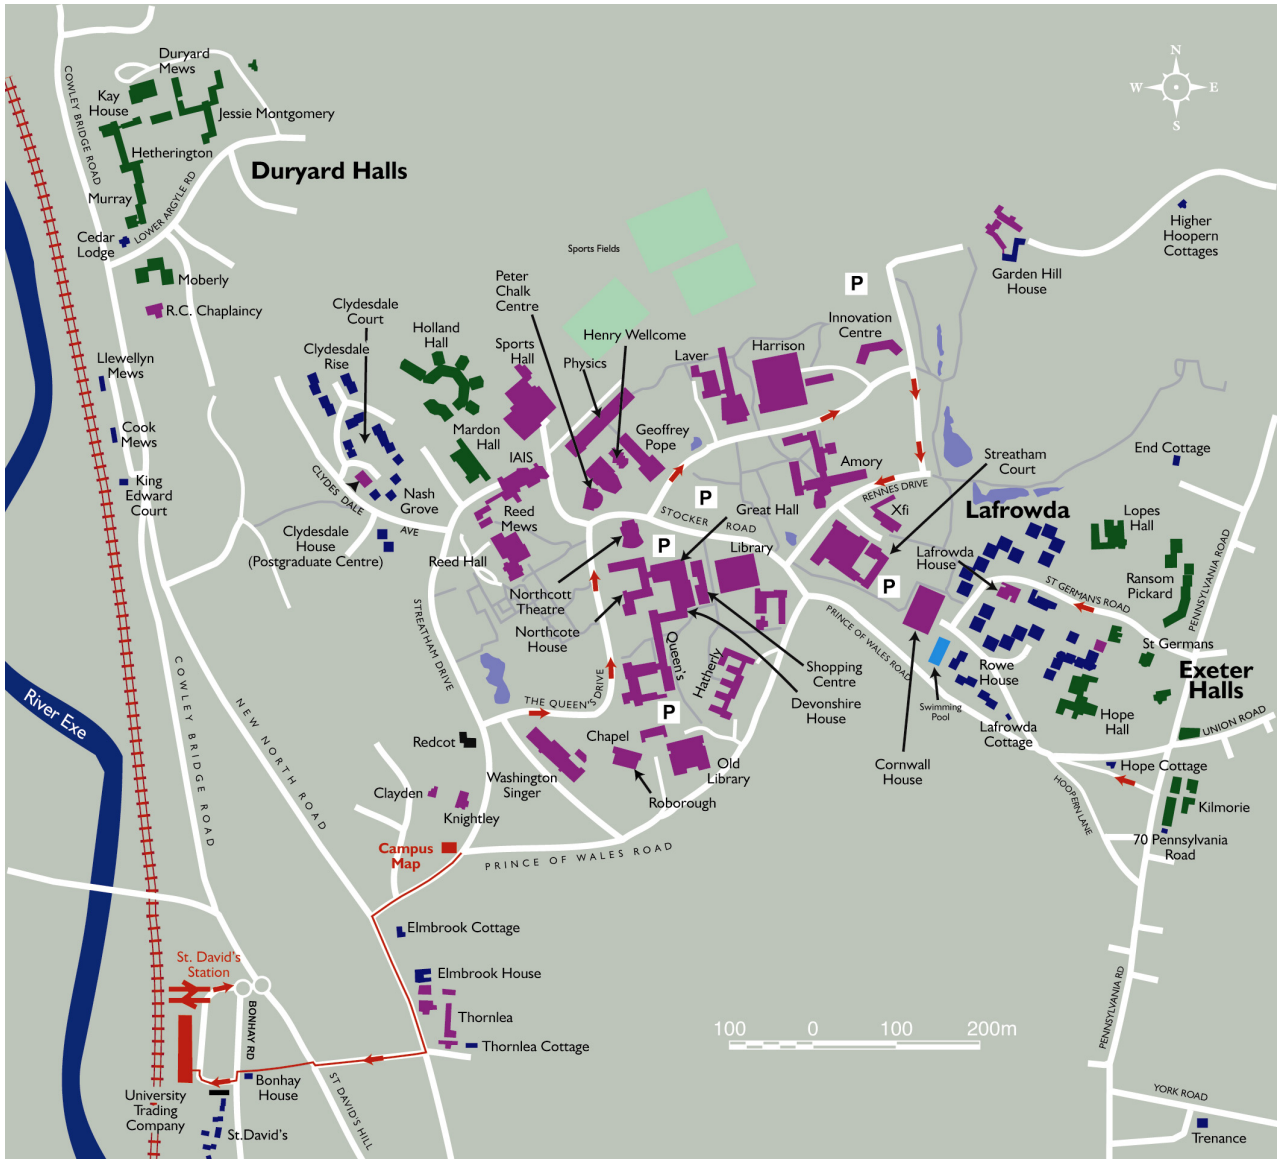 Duryard
Mews
Kay
House
Jessie Montgomery
Hetherington
Duryard Halls
Murray
COWLEY BRIDGE ROAD
LOWER ARGYLE RD
Cedar
Lodge
Moberly
R.C. Chaplaincy
N
W
E
S
Higher
Hoopern
Cottages
Garden Hill
House
Sports Fields
P
Peter
Chalk
Centre
Clydesdale
Court
Holland
Hall
Clydesdale
Rise
Sports
Hall
Henry Wellcome
Physics
Laver
Harrison
Innovation
Centre
Llewellyn
Mews
Cook
Mews
King
Edward
Court
Mardon
Hall
Geoffrey
Pope
IAIS
Amory
Streatham
Court
End Cottage
CLYDES DALE
AVE
Nash
Grove
Clydesdale
House
(Postgraduate Centre)
Reed
Mews
Reed Hall
P
STOCKER ROAD
Great Hall
RENNES DRIVE
Xfi
Lafrowda
Lopes
Hall
P
Library
Lafrowda
House
P
ST GERMAN'S ROAD
Ransom
Pickard
PENNSYLVANIA ROAD
Northcott
Theatre
Northcote
House
STREATHAM DRIVE
PRINCE OF WALES ROAD
St Germans
Exeter
Halls
Queen's
Hatherly
Shopping
Centre
Devonshire
House
Rowe
House
Swimming
Pool
Hope
Hall
UNION ROAD
Lafrowda
Cottage
Cornwall
House
Hope Cottage
HOOPERN LANE
Kilmorie
70 Pennsylvania
Road
River Exe
COWLEY BRIDGE ROAD
NEW NORTH ROAD
THE QUEEN'S DRIVE
P
Redcot
Chapel
Washington
Singer
Old
Library
Roborough
Clayden
Knightley
Campus
Map
PRINCE OF WALES ROAD
Elmbrook Cottage
St. David's
Station
Elmbrook House
Thornlea
Thornlea Cottage
BONHAY RD
Bonhay
House
University
Trading
Company
St.David's
ST DAVID'S HILL
100 0 100 200m
PENNSYLVANIA RD
YORK ROAD
Trenance